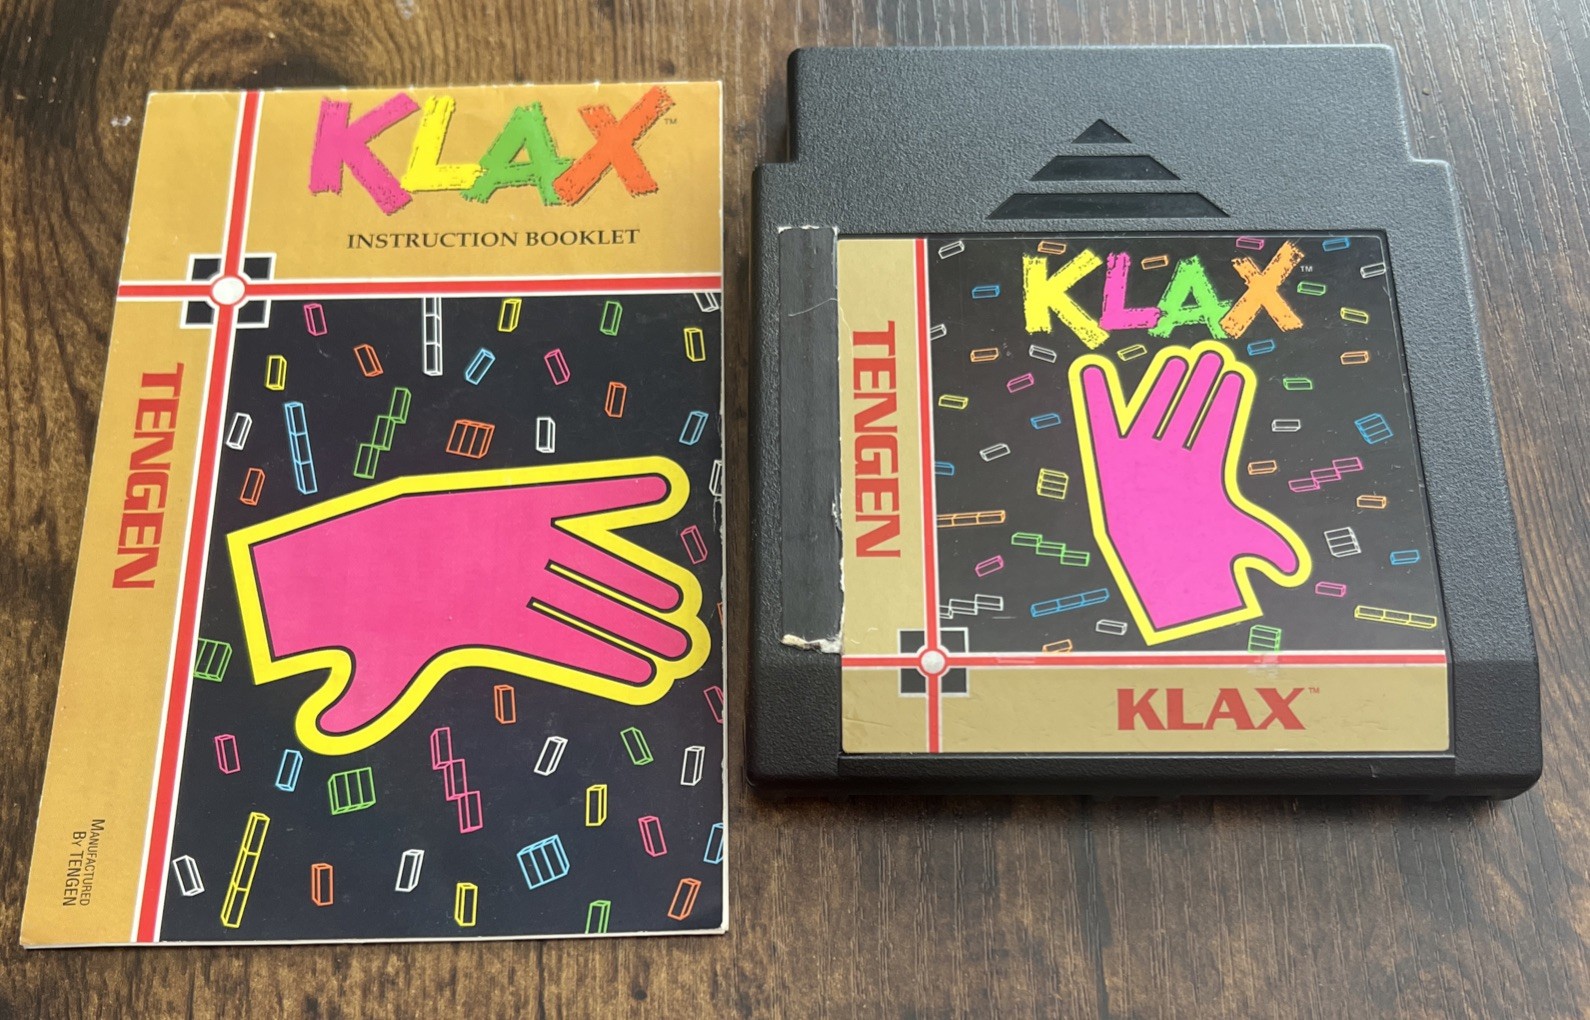 KLAX™
INSTRUCTION BOOKLET
TENGEN
MANUFACTURED
BY TENGEN
KLAX™
TENGEN
KLAX™